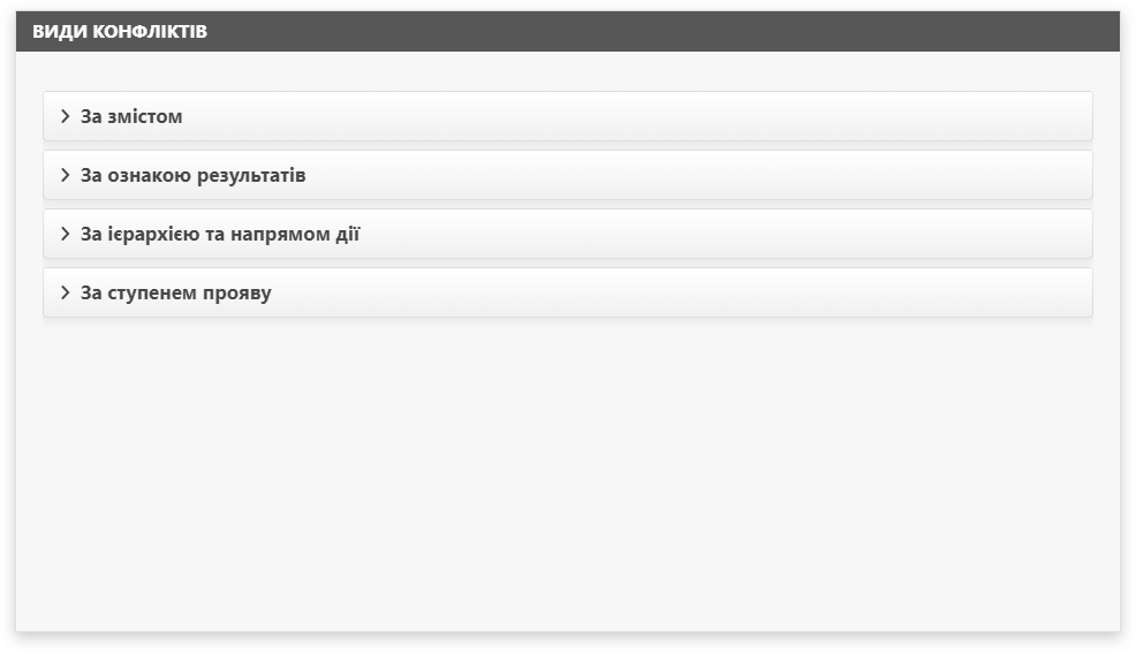 ВИДИ КОНФЛІКТІВ
За змістом
За ознакою результатів
За ієрархією та напрямом дії
За ступенем прояву